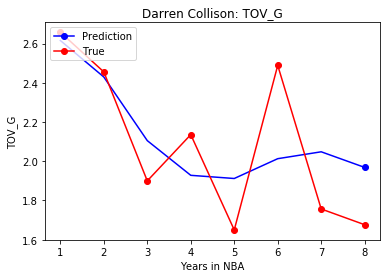 Darren Collison: TOV_G
Prediction
True
2.6
2.4
2.2
2.0
1.8
1.6
TOV_G
1 2 3 4 5 6 7 8
Years in NBA